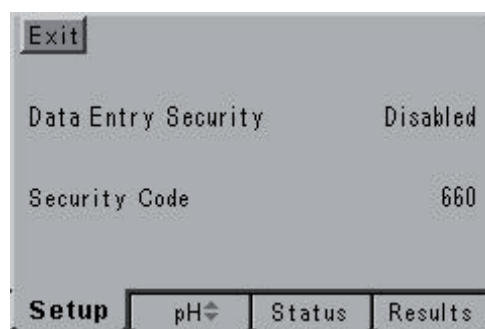 Exit
Data Entry Security Disabled
Security Code 660
Setup pH Status Results